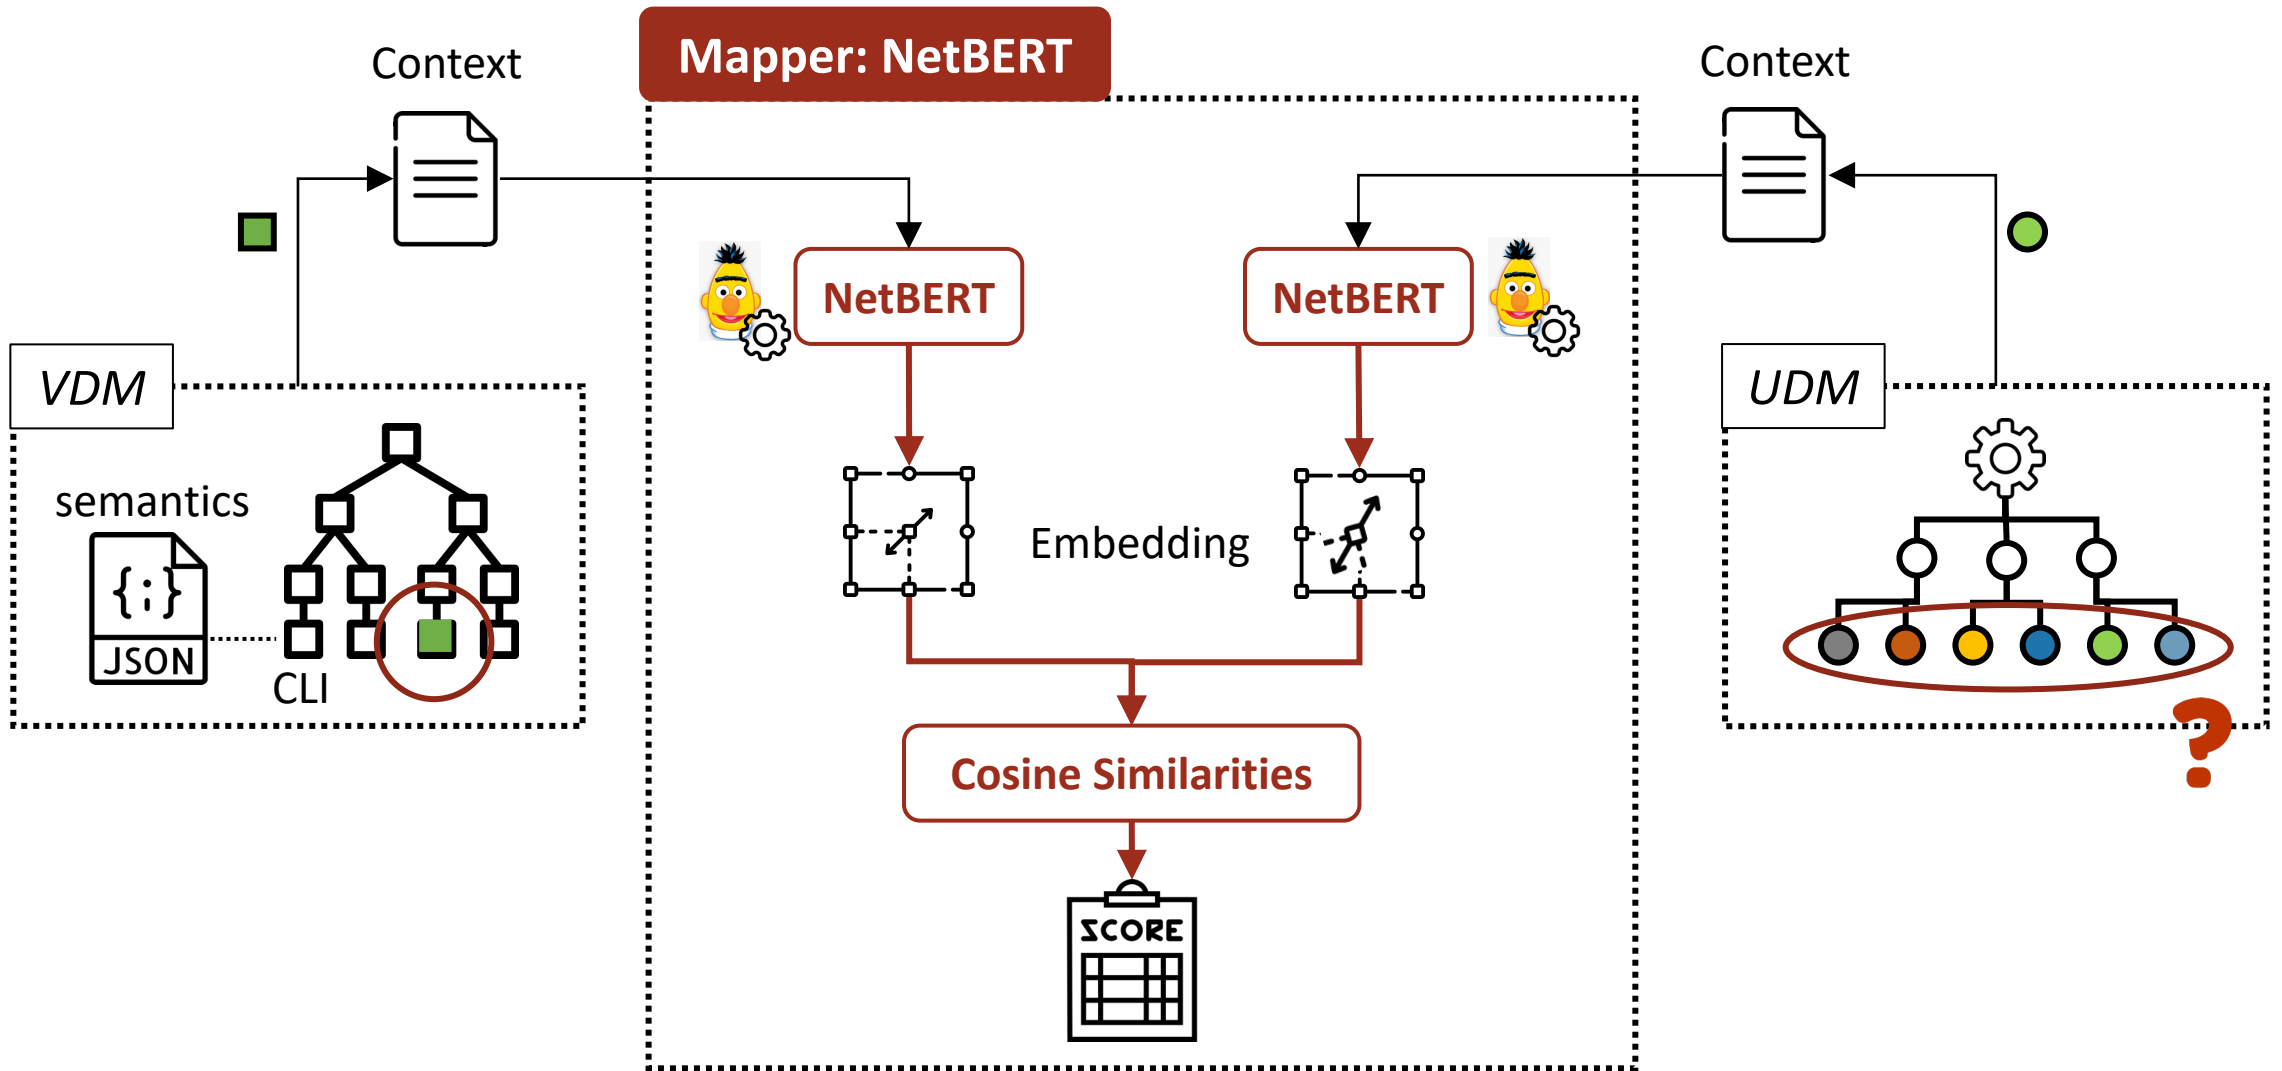 Mapper: NetBERT
Context
Context
NetBERT
NetBERT
VDM
UDM
semantics
{;}
JSON
CLI
Embedding
Cosine Similarities
SCORE
?